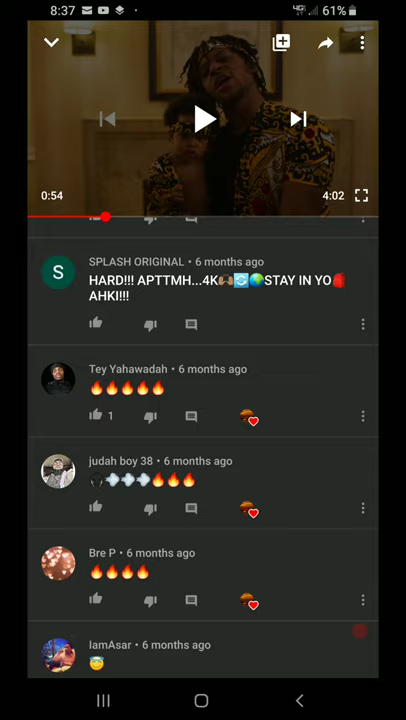 8:37
61%
0:54
4:02
SPLASH ORIGINAL • 6 months ago
HARD!!! APTTMH...4K🙌🏾🔄🌍STAY IN YO🎒
AHKI!!!
Tey Yahawadah • 6 months ago
🔥🔥🔥🔥🔥
1
judah boy 38 • 6 months ago
🎧💨💨💨🔥🔥🔥
Bre P • 6 months ago
🔥🔥🔥🔥
IamAsar • 6 months ago
😇
S